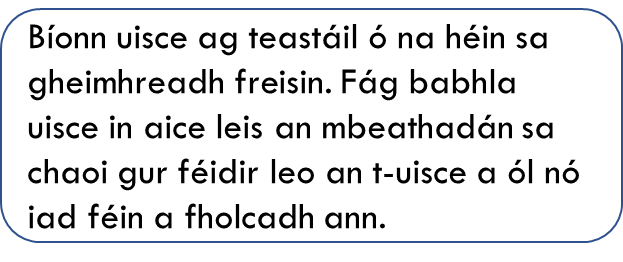 Bíonn uisce ag teastáil ó na héin sa
gheimhreadh freisin. Fág babhla
uisce in aice leis an mbeathadán sa
chaoi gur féidir leo an t-uisce a ól nó
iad féin a fholcadh ann.